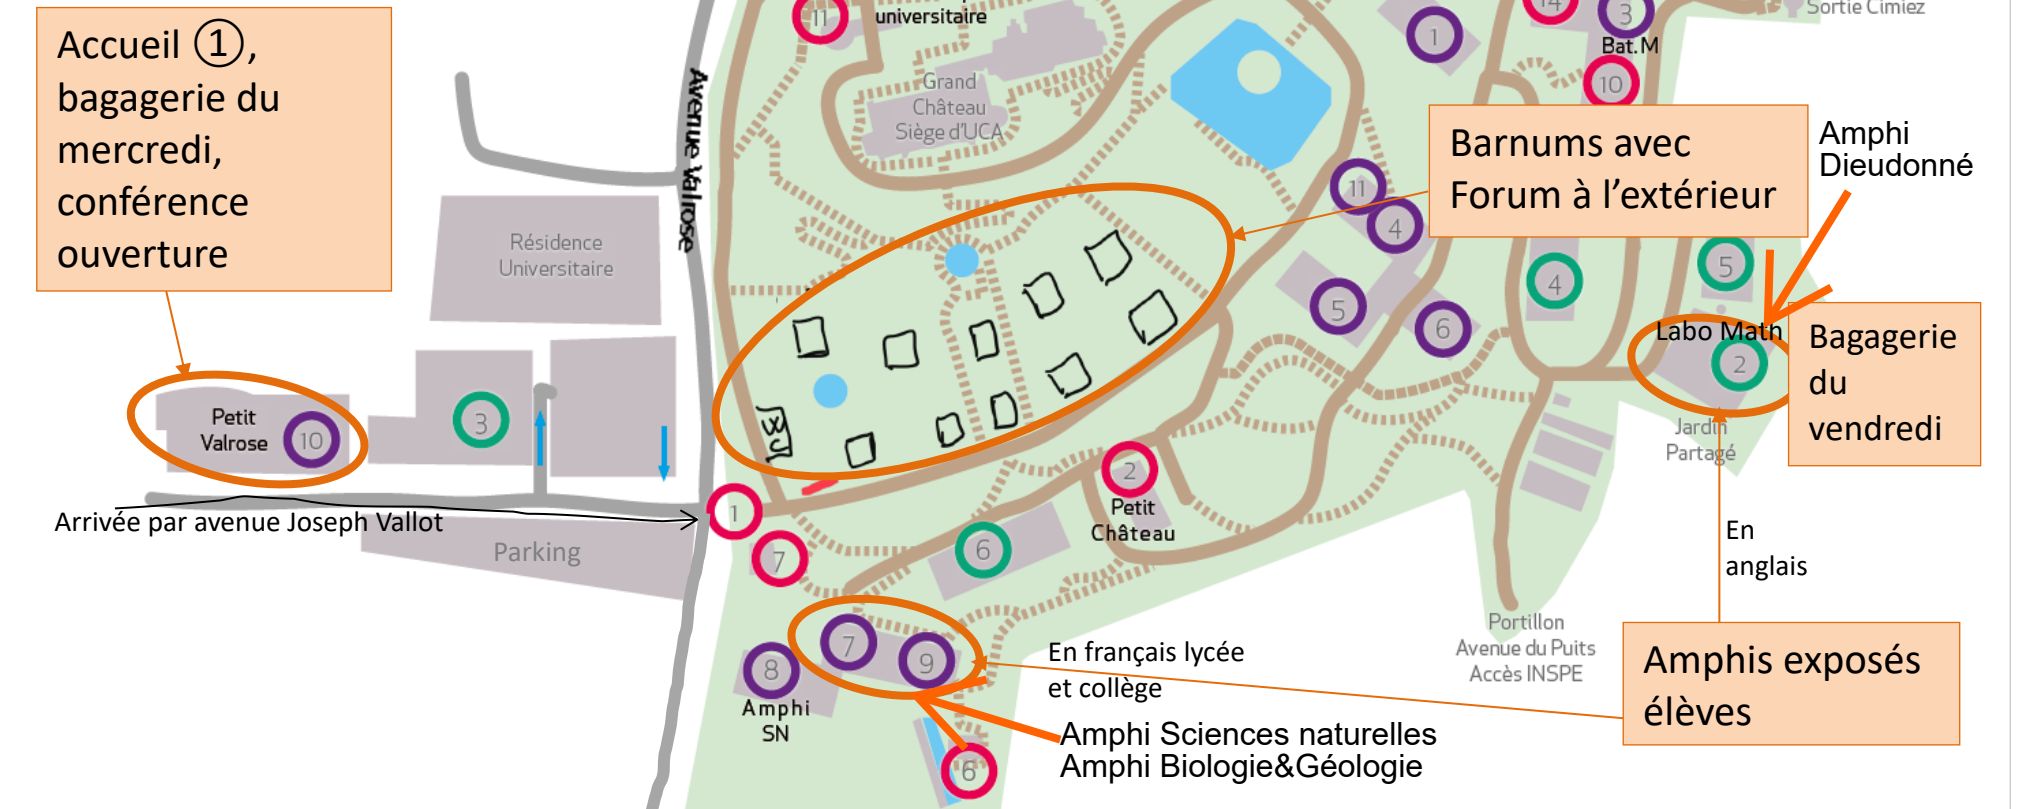 Accueil ①,
bagagerie du
mercredi,
conférence
ouverture
11
universitaire
Grand
Château
Siège d'UCA
Avenue Valrose
1
14
3
Bat.M
10
Sortie Cimiez
Barnums avec
Forum à l'extérieur
Amphi
Dieudonné
11
4
5
6
4
5
Labo Math
2
Bagagerie
du
vendredi
Jardin
Partagé
Résidence
Universitaire
Petit
Valrose
10
3
Arrivée par avenue Joseph Vallot
Parking
1
7
2
Petit
Château
6
En
anglais
Portillon
Avenue du Puits
Accès INSPE
Amphis exposés
élèves
7
9
8
Amphi
SN
En français lycée
et collège
Amphi Sciences naturelles
Amphi Biologie&Géologie
6